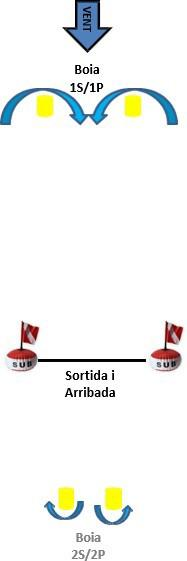 VENT
Boia
1S/1P
SUB
SUB
Sortida i
Arribada
Boia
2S/2P